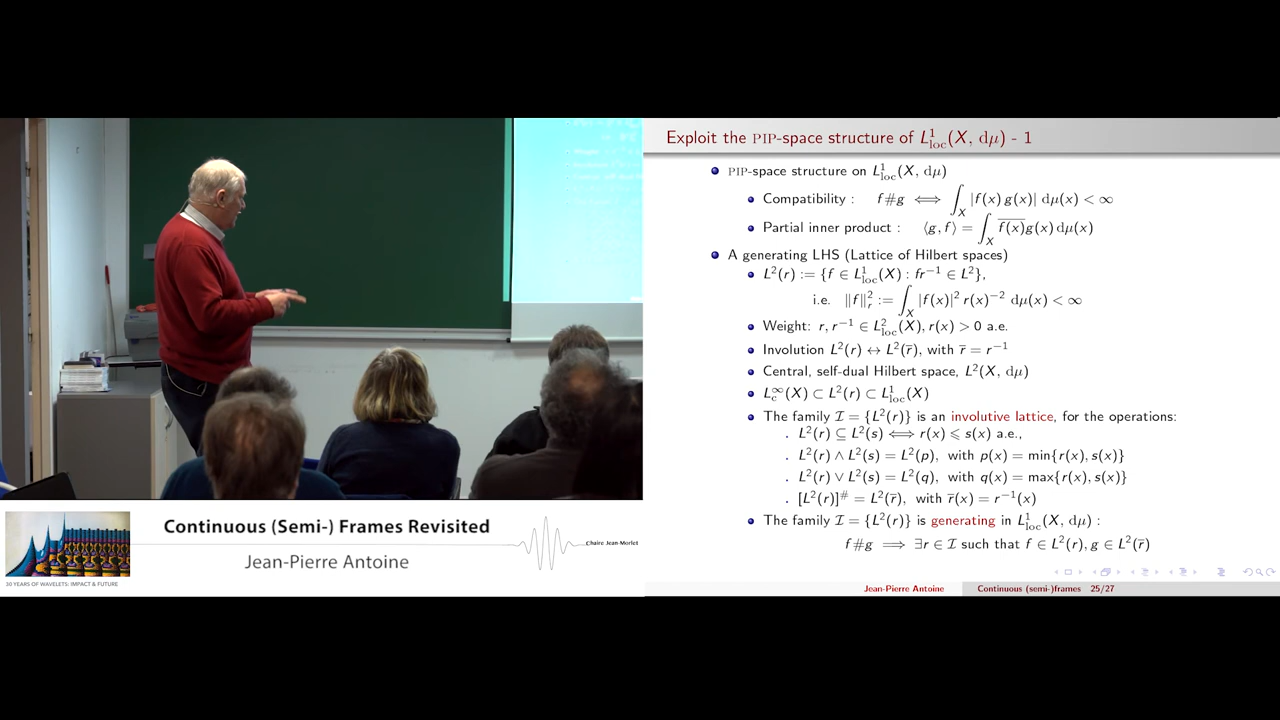 Exploit the PIP-space structure of L¹loc(X, dμ) - 1
PIP-space structure on L¹loc(X, dμ)
Compatibility : f#g ⟺ ∫_X |f(x) g(x)| dμ(x) < ∞
Partial inner product : ⟨g, f⟩ = ∫_X \overline{f(x)}g(x) dμ(x)
A generating LHS (Lattice of Hilbert spaces)
L²(r) := {f ∈ L¹loc(X) : fr⁻¹ ∈ L²},
i.e. ‖f‖²_r := ∫_X |f(x)|² r(x)⁻² dμ(x) < ∞
Weight: r, r⁻¹ ∈ L²loc(X), r(x) > 0 a.e.
Involution L²(r) ↔ L²(r̄), with r̄ = r⁻¹
Central, self-dual Hilbert space, L²(X, dμ)
L^∞_c(X) ⊂ L²(r) ⊂ L¹loc(X)
The family 𝓘 = {L²(r)} is an involutive lattice, for the operations:
. L²(r) ⊆ L²(s) ⟺ r(x) ⩽ s(x) a.e.,
. L²(r) ∧ L²(s) = L²(p), with p(x) = min{r(x), s(x)}
. L²(r) ∨ L²(s) = L²(q), with q(x) = max{r(x), s(x)}
. [L²(r)]^# = L²(r̄), with r̄(x) = r⁻¹(x)
The family 𝓘 = {L²(r)} is generating in L¹loc(X, dμ) :
f#g ⟹ ∃r ∈ 𝓘 such that f ∈ L²(r), g ∈ L²(r̄)
Jean-Pierre Antoine Continuous (semi-)frames 25/27
Continuous (Semi-) Frames Revisited
Jean-Pierre Antoine
Chaire Jean-Morlet
30 YEARS OF WAVELETS: IMPACT & FUTURE